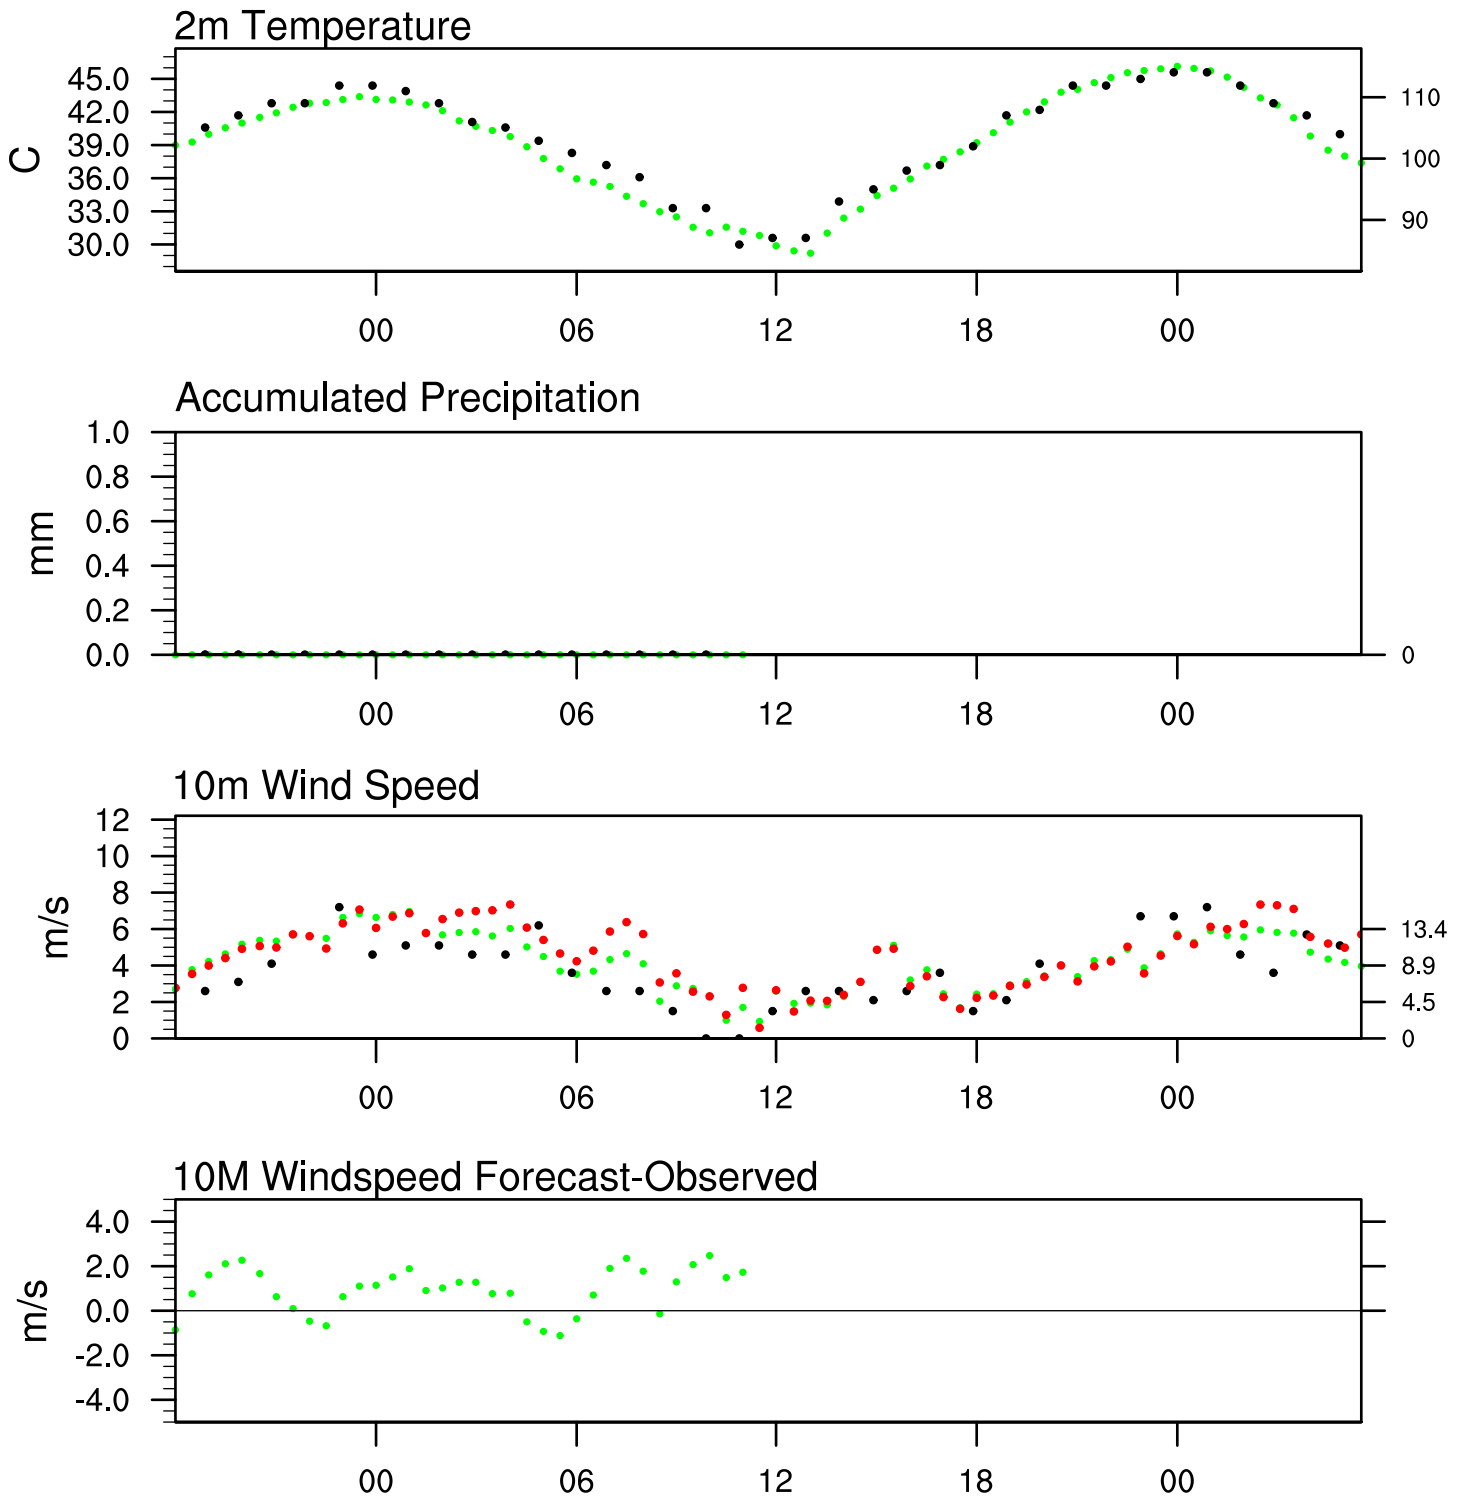 2m Temperature
C
45.0
42.0
39.0
36.0
33.0
30.0
110
100
90
00 06 12 18 00
Accumulated Precipitation
mm
1.0
0.8
0.6
0.4
0.2
0.0
0
00 06 12 18 00
10m Wind Speed
m/s
12
10
8
6
4
2
0
13.4
8.9
4.5
0
00 06 12 18 00
10M Windspeed Forecast-Observed
m/s
4.0
2.0
0.0
-2.0
-4.0
00 06 12 18 00